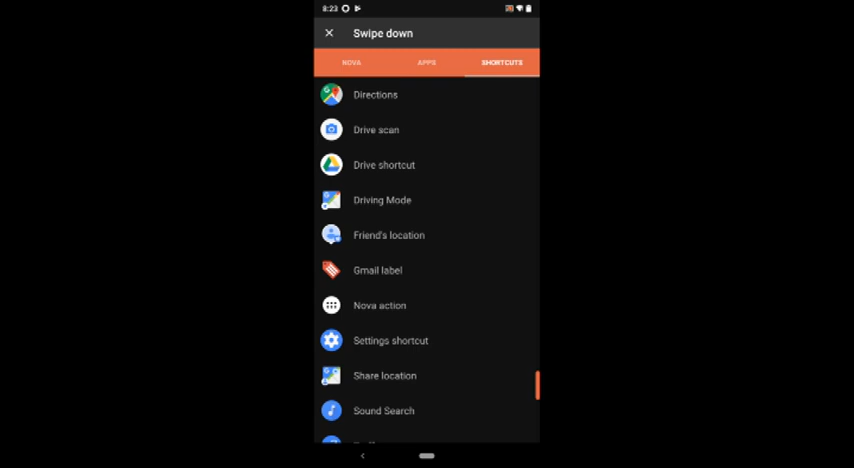 8:23
Swipe down
NOVA APPS SHORTCUTS
Directions
Drive scan
Drive shortcut
Driving Mode
Friend's location
Gmail label
Nova action
Settings shortcut
Share location
Sound Search